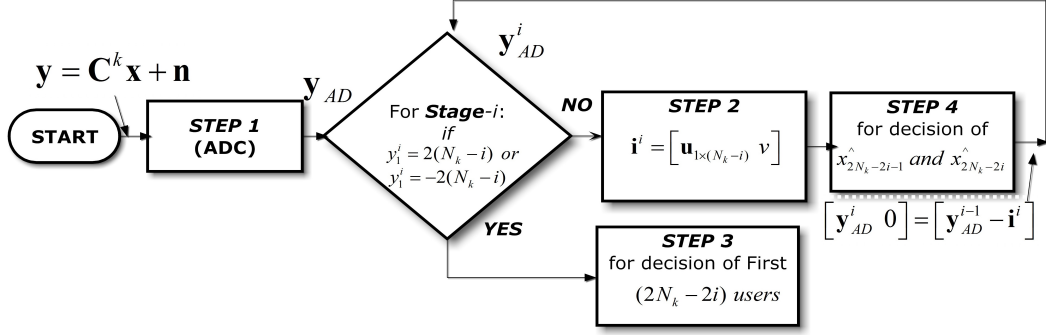 y = C^k x + n
START
STEP 1
(ADC)
y_AD
y^i_AD
For Stage-i:
if
y_1^i = 2(N_k − i) or
y_1^i = −2(N_k − i)
NO
STEP 2
i^i = [u_{1×(N_k−i)} v]
STEP 4
for decision of
x̂_{2N_k−2i−1} and x̂_{2N_k−2i}
[y^i_AD 0] = [y^{i−1}_AD − i^i]
YES
STEP 3
for decision of First
(2N_k − 2i) users